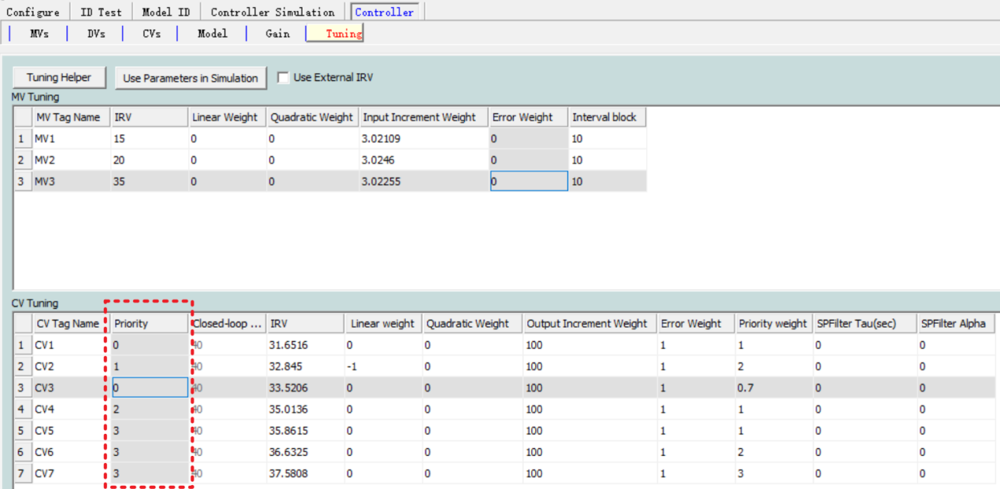 Configure ID Test Model ID Controller Simulation Controller
MVs DVs CVs Model Gain Tuning
Tuning Helper Use Parameters in Simulation Use External IRV
MV Tuning
MV Tag Name IRV Linear Weight Quadratic Weight Input Increment Weight Error Weight Interval block
1 MV1 15 0 0 3.02109 0 10
2 MV2 20 0 0 3.0246 0 10
3 MV3 35 0 0 3.02255 0 10
CV Tuning
CV Tag Name Priority Closed-loop ... IRV Linear weight Quadratic Weight Output Increment Weight Error Weight Priority weight SPFilter Tau(sec) SPFilter Alpha
1 CV1 0 40 31.6516 0 0 100 1 1 0 0
2 CV2 1 40 32.845 -1 0 100 1 2 0 0
3 CV3 0 40 33.5206 0 0 100 1 0.7 0 0
4 CV4 2 40 35.0136 0 0 100 1 1 0 0
5 CV5 3 40 35.8615 0 0 100 1 1 0 0
6 CV6 3 40 36.6325 0 0 100 1 2 0 0
7 CV7 3 40 37.5808 0 0 100 1 3 0 0